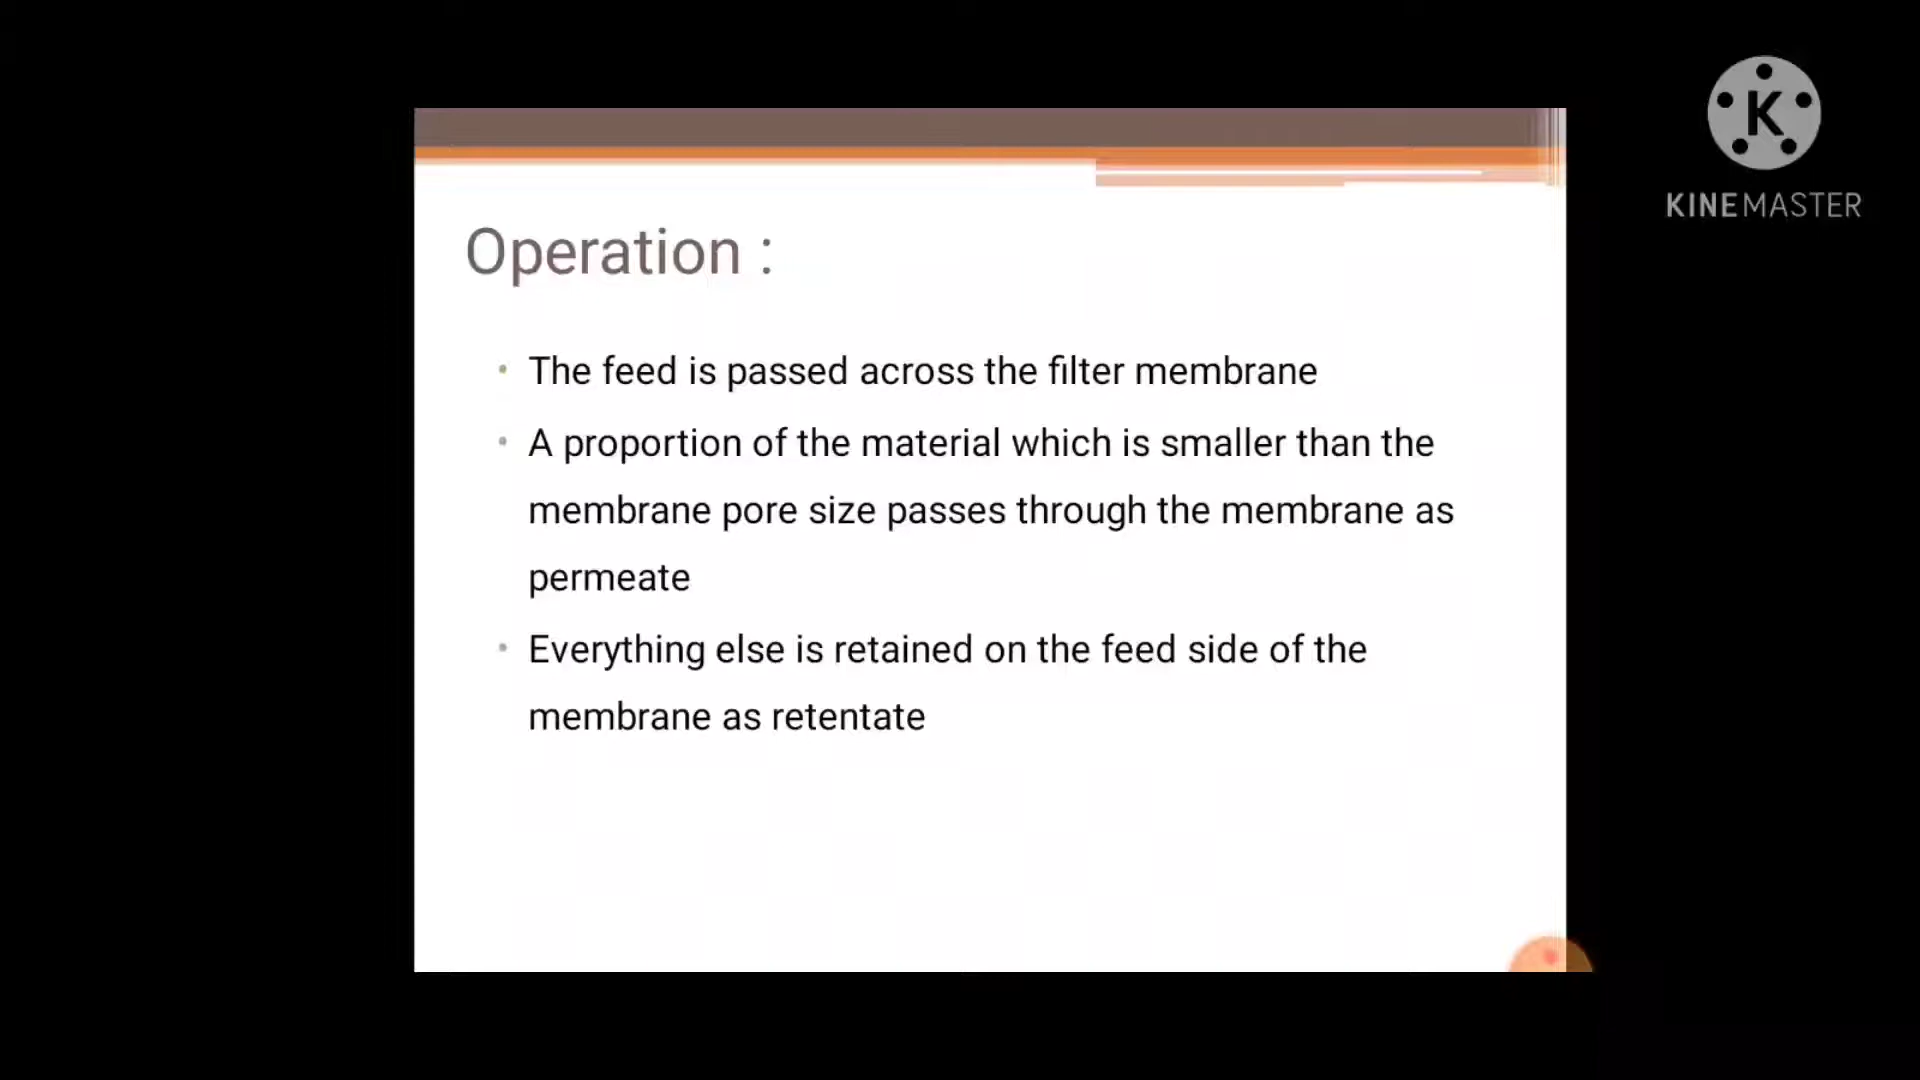 K
KINEMASTER
Operation :
• The feed is passed across the filter membrane
• A proportion of the material which is smaller than the
membrane pore size passes through the membrane as
permeate
• Everything else is retained on the feed side of the
membrane as retentate